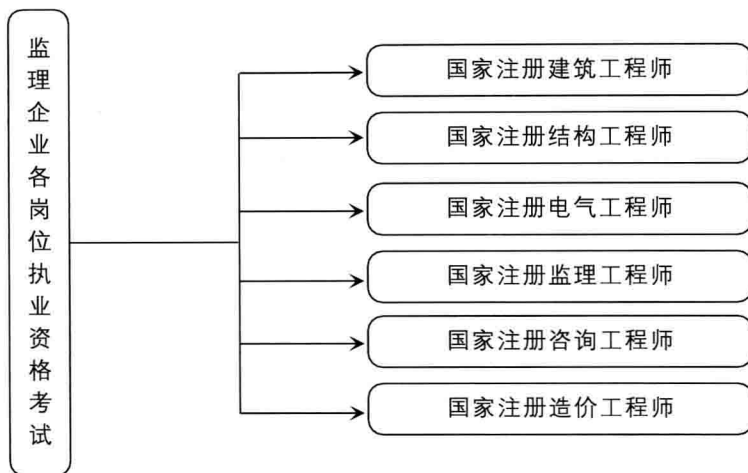 监理企业各岗位执业资格考试
国家注册建筑工程师
国家注册结构工程师
国家注册电气工程师
国家注册监理工程师
国家注册咨询工程师
国家注册造价工程师